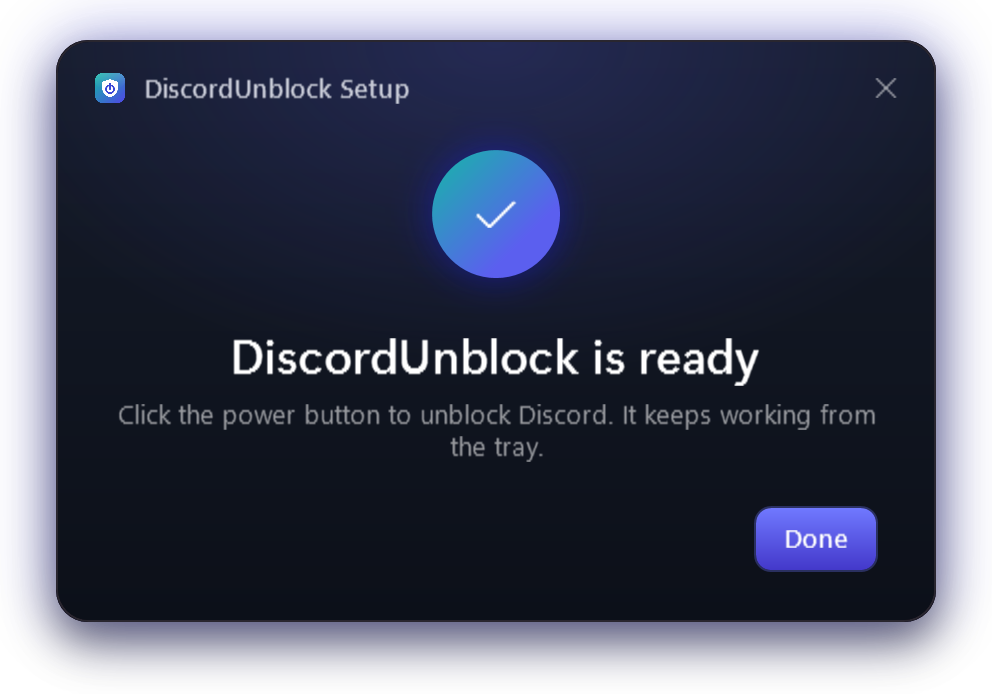 DiscordUnblock Setup
DiscordUnblock is ready
Click the power button to unblock Discord. It keeps working from
the tray.
Done